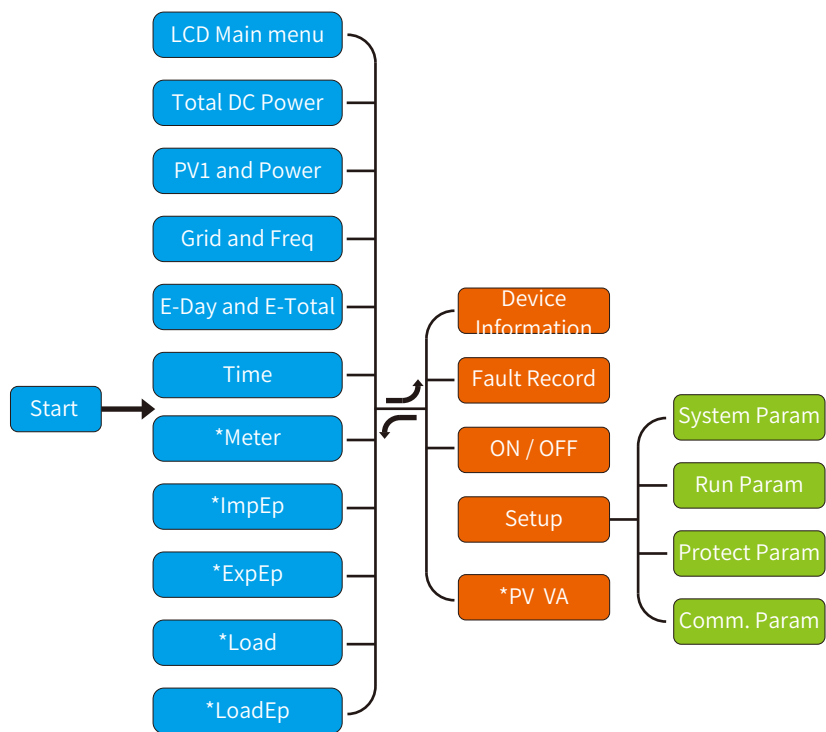 LCD Main menu
Total DC Power
PV1 and Power
Grid and Freq
E-Day and E-Total
Time
Start
*Meter
*ImpEp
*ExpEp
*Load
*LoadEp
Device
Information
Fault Record
ON / OFF
Setup
*PV VA
System Param
Run Param
Protect Param
Comm. Param